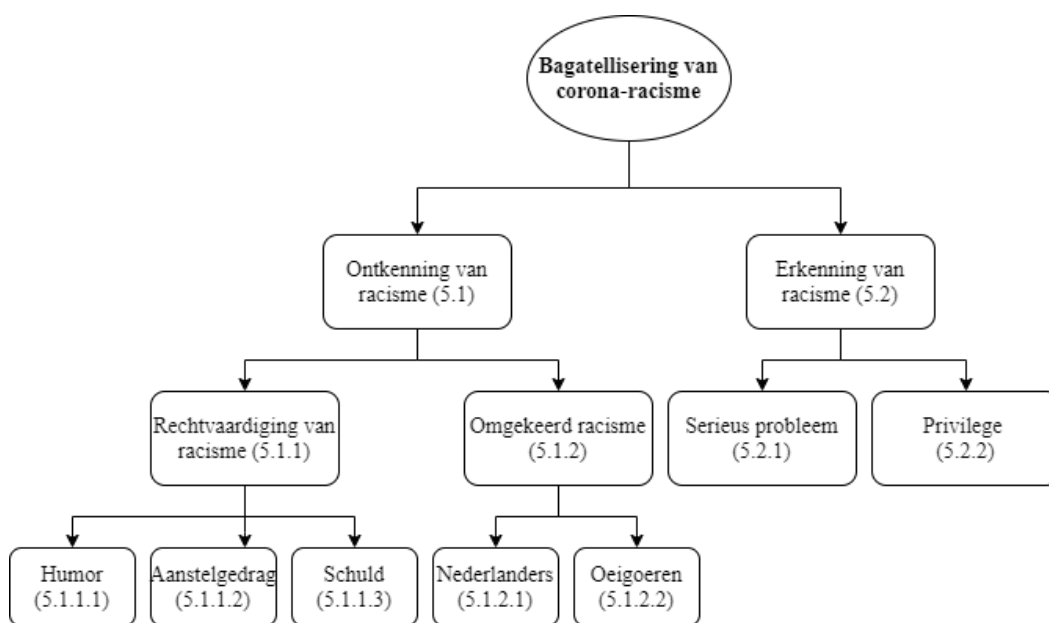 Bagatellisering van
corona-racisme
Ontkenning van
racisme (5.1)
Erkenning van
racisme (5.2)
Rechtvaardiging van
racisme (5.1.1)
Omgekeerd racisme
(5.1.2)
Serieus probleem
(5.2.1)
Privilege
(5.2.2)
Humor
(5.1.1.1)
Aanstelgedrag
(5.1.1.2)
Schuld
(5.1.1.3)
Nederlanders
(5.1.2.1)
Oeigoeren
(5.1.2.2)